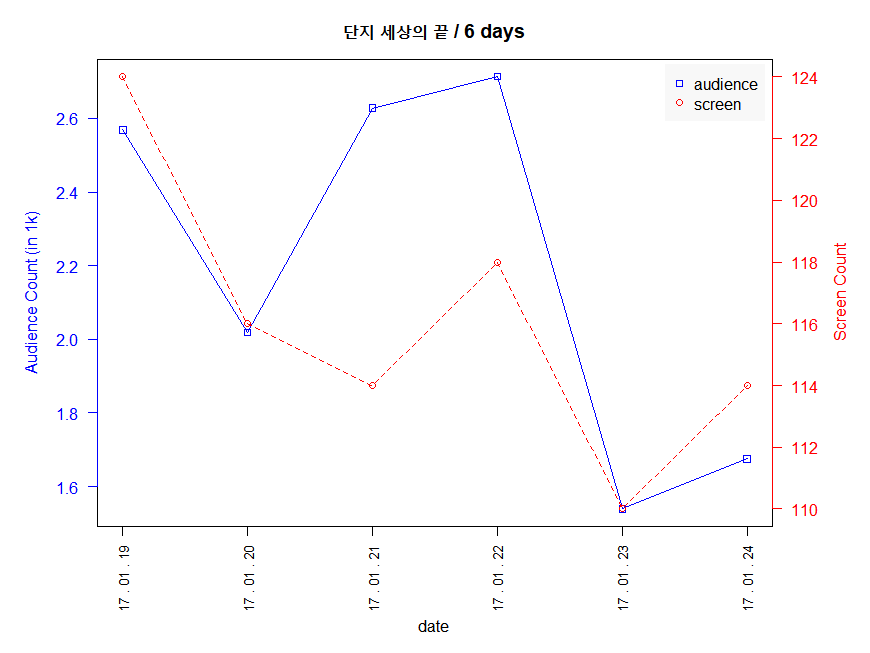 단지 세상의 끝 / 6 days
audience
screen
Audience Count (in 1k)
2.6
2.4
2.2
2.0
1.8
1.6
124
122
120
118
116
114
112
110
Screen Count
17 . 01 . 19
17 . 01 . 20
17 . 01 . 21
17 . 01 . 22
17 . 01 . 23
17 . 01 . 24
date